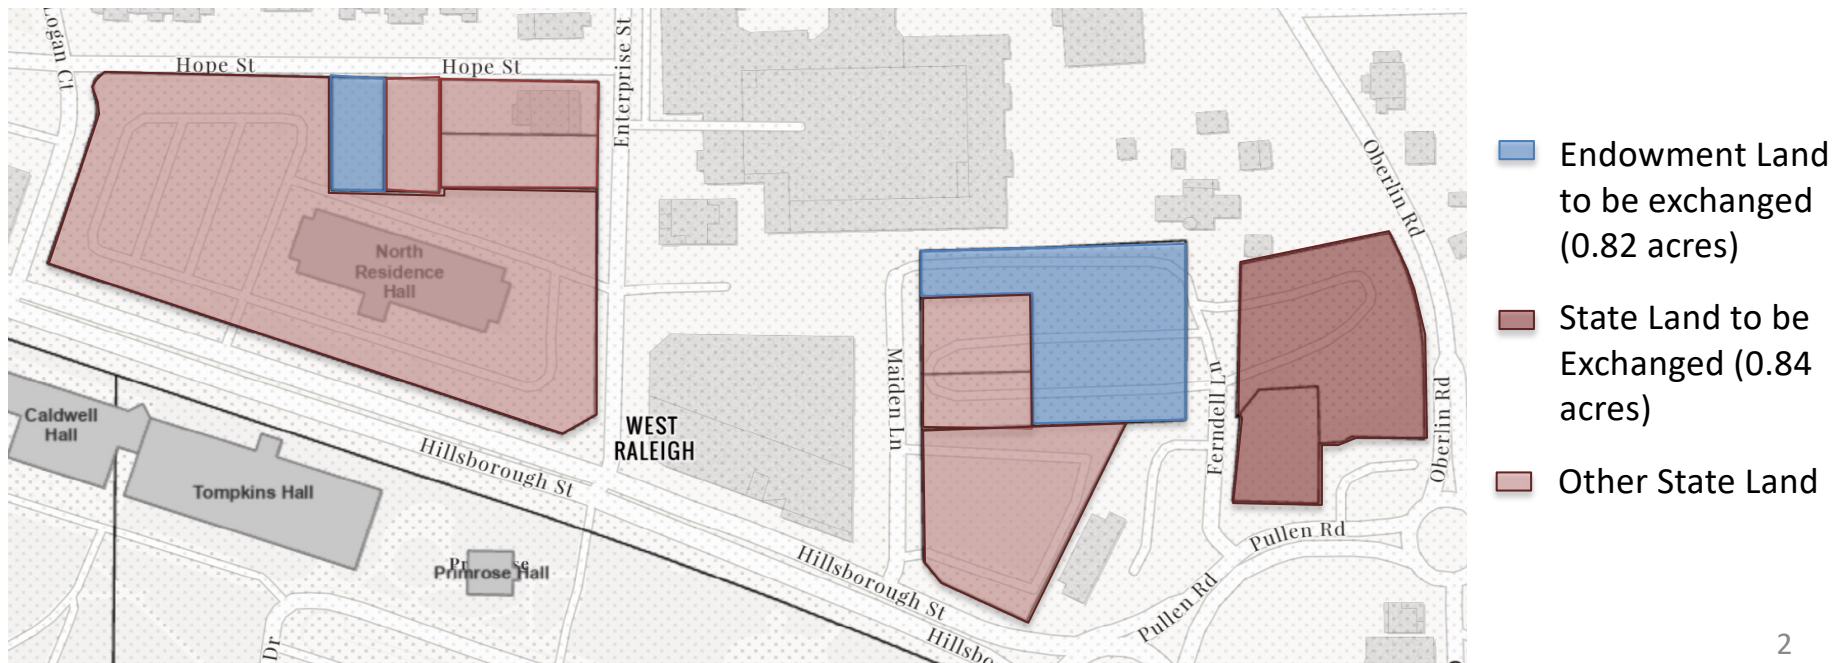 Logan Ct
Hope St
Hope St
Enterprise St
Oberlin Rd
North
Residence
Hall
Maiden Ln
Ferndell Ln
Oberlin Rd
Caldwell
Hall
WEST
RALEIGH
Hillsborough St
Tompkins Hall
Primrose Hall
Pullen Rd
Hillsborough St
Pullen Rd
Hillsbo
Dr
Endowment Land
to be exchanged
(0.82 acres)
State Land to be
Exchanged (0.84
acres)
Other State Land
2